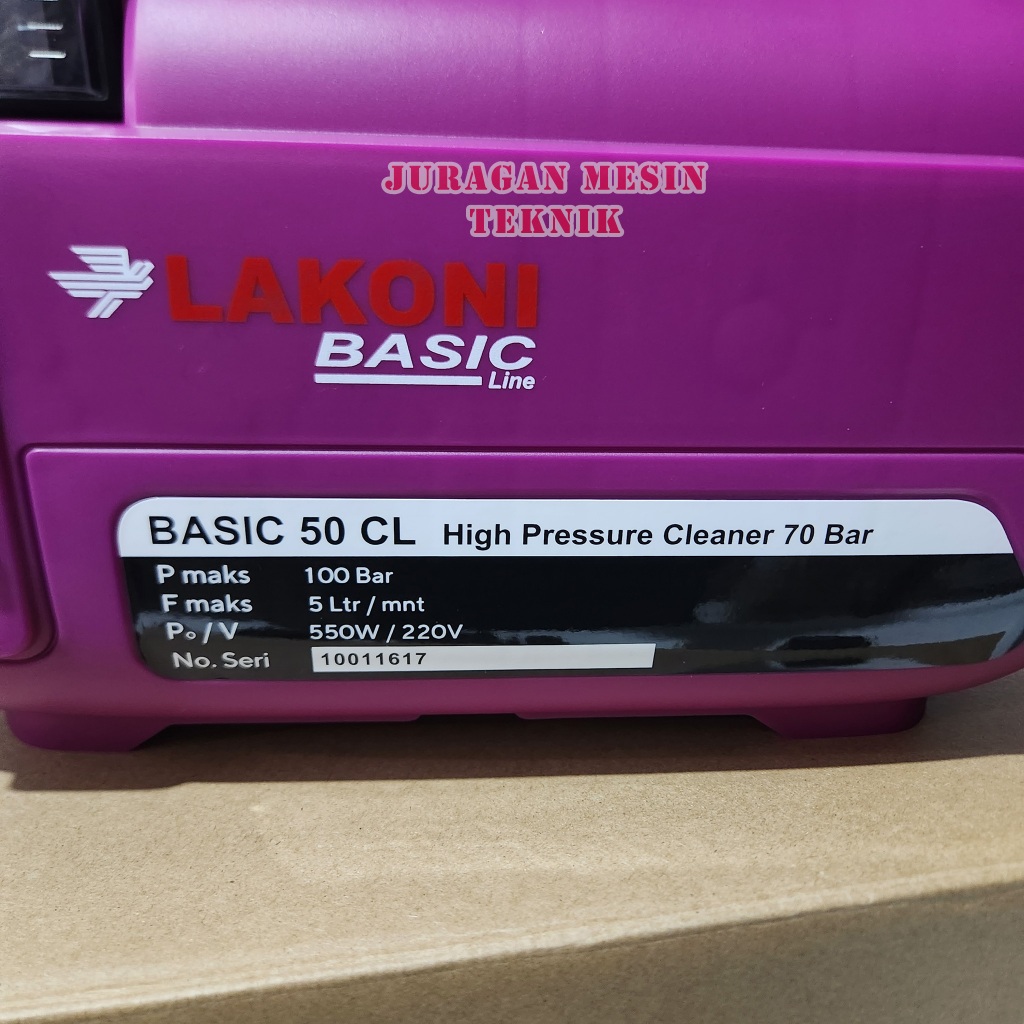 JURAGAN MESIN
TEKNIK
LAKONI
BASIC
Line
BASIC 50 CL High Pressure Cleaner 70 Bar
P maks 100 Bar
F maks 5 Ltr / mnt
Po / V 550W / 220V
No. Seri 10011617